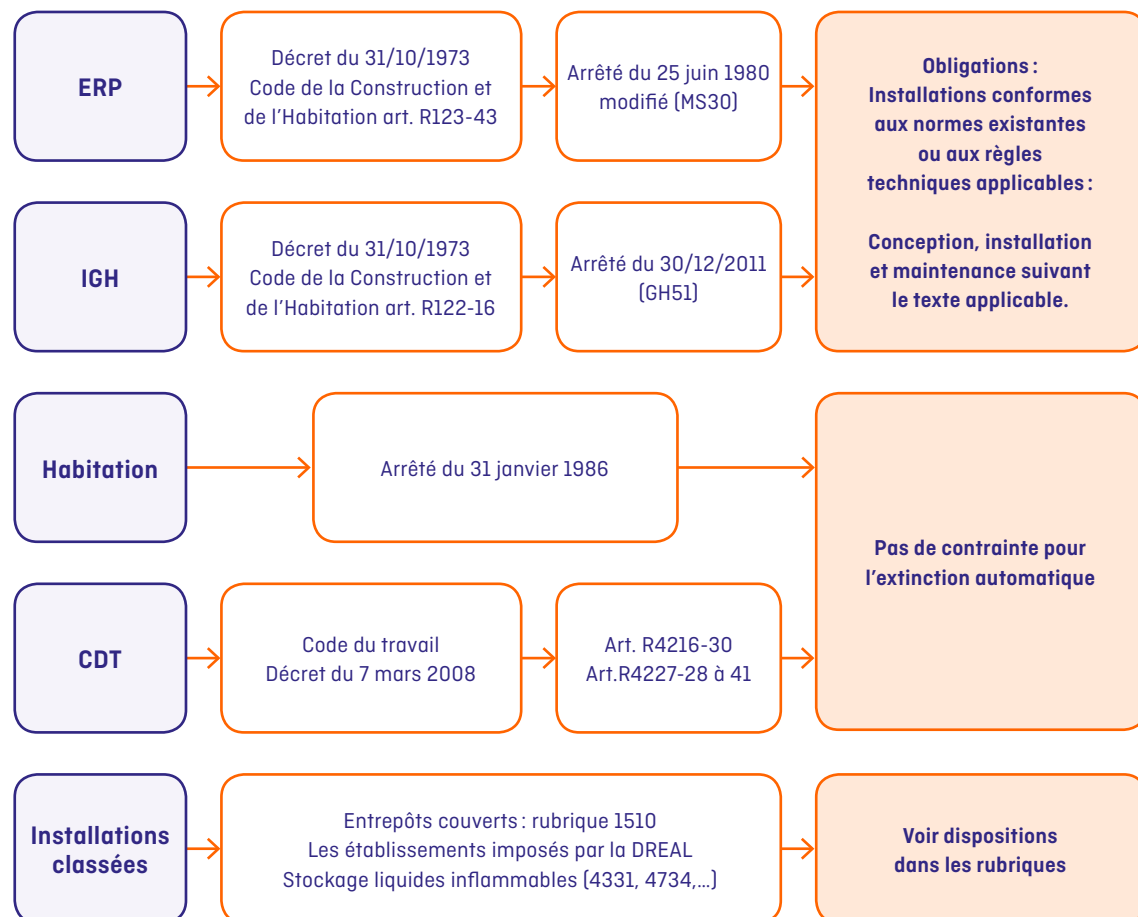 ERP
Décret du 31/10/1973
Code de la Construction et
de l'Habitation art. R123-43
Arrêté du 25 juin 1980
modifié (MS30)
Obligations :
Installations conformes
aux normes existantes
ou aux règles
techniques applicables :
Conception, installation
et maintenance suivant
le texte applicable.
IGH
Décret du 31/10/1973
Code de la Construction et
de l'Habitation art. R122-16
Arrêté du 30/12/2011
(GH51)
Habitation
Arrêté du 31 janvier 1986
Pas de contrainte pour
l'extinction automatique
CDT
Code du travail
Décret du 7 mars 2008
Art. R4216-30
Art.R4227-28 à 41
Installations
classées
Entrepôts couverts : rubrique 1510
Les établissements imposés par la DREAL
Stockage liquides inflammables (4331, 4734,...)
Voir dispositions
dans les rubriques